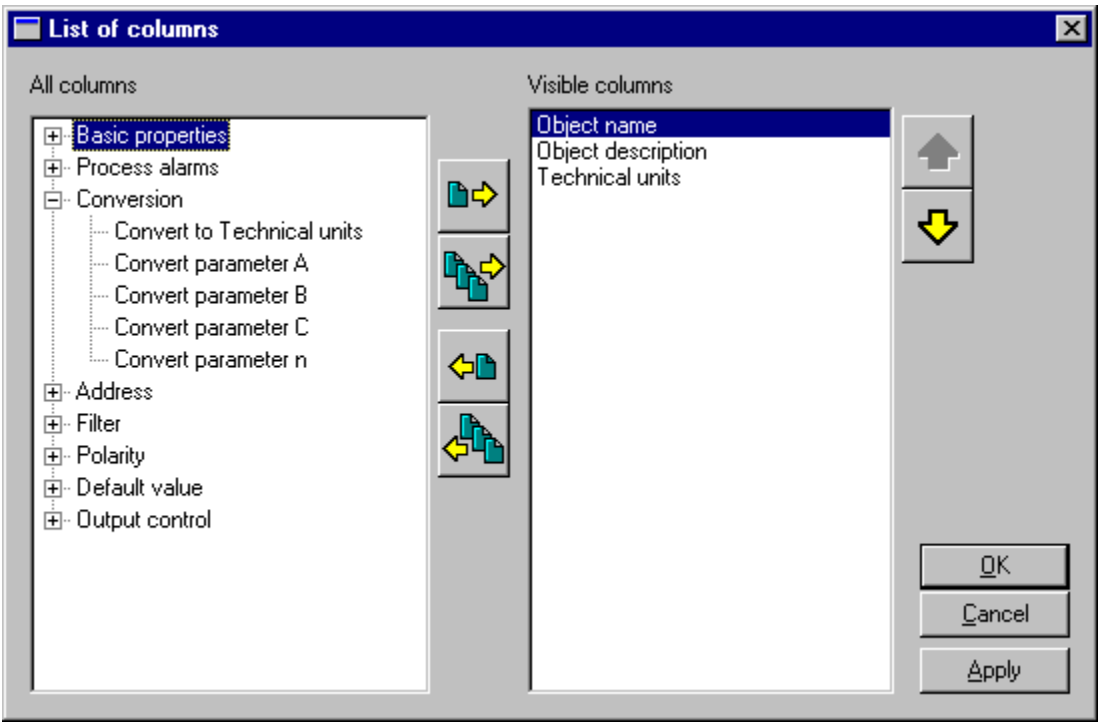 List of columns
All columns
Basic properties
Process alarms
Conversion
Convert to Technical units
Convert parameter A
Convert parameter B
Convert parameter C
Convert parameter n
Address
Filter
Polarity
Default value
Output control
Visible columns
Object name
Object description
Technical units
OK
Cancel
Apply